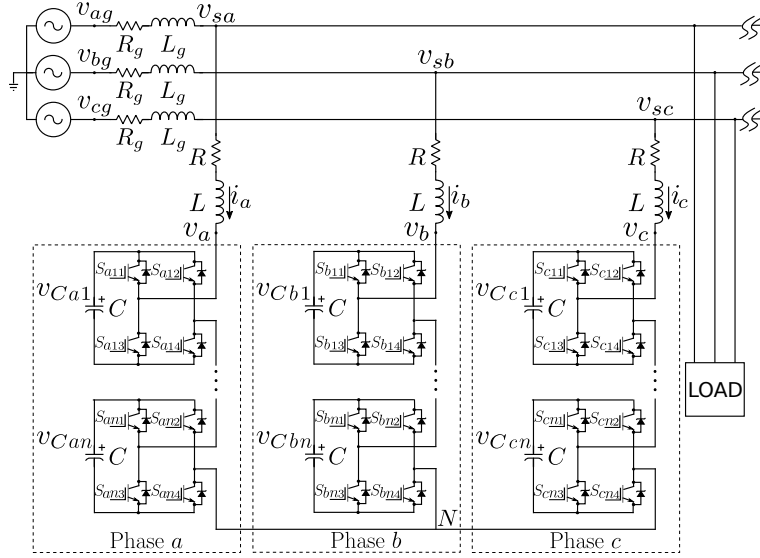 v_ag v_sa
R_g L_g
v_bg v_sb
R_g L_g
v_cg v_sc
R_g L_g
R R R
L i_a L i_b L i_c
v_a v_b v_c
S_a11 S_a12 S_b11 S_b12 S_c11 S_c12
v_Ca1 + C v_Cb1 + C v_Cc1 + C
S_a13 S_a14 S_b13 S_b14 S_c13 S_c14
LOAD
S_an1 S_an2 S_bn1 S_bn2 S_cn1 S_cn2
v_Can + C v_Cbn + C v_Ccn + C
S_an3 S_an4 S_bn3 S_bn4 S_cn3 S_cn4
N
Phase a Phase b Phase c